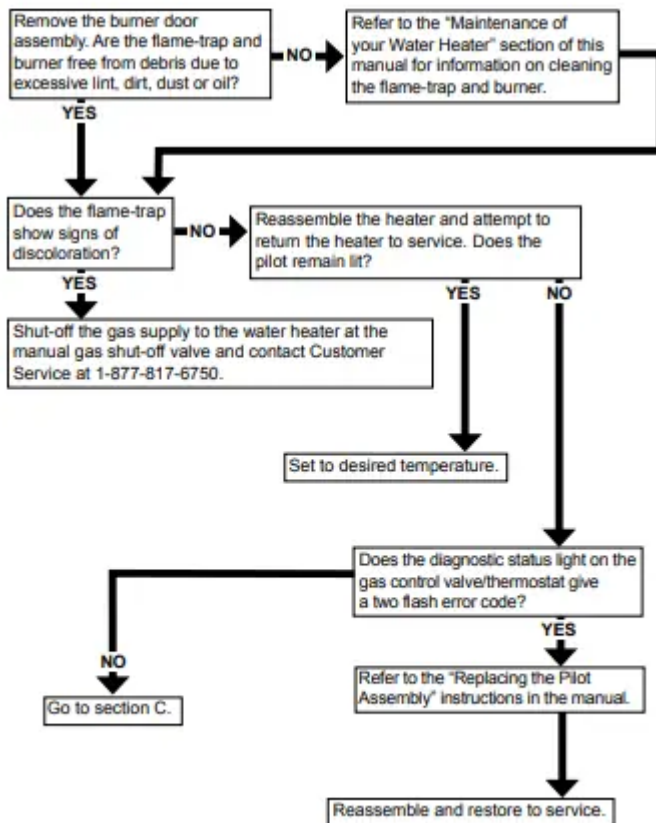 Remove the burner door
assembly. Are the flame-trap and
burner free from debris due to
excessive lint, dirt, dust or oil?
NO
Refer to the “Maintenance of
your Water Heater” section of this
manual for information on cleaning
the flame-trap and burner.
YES
Does the flame-trap
show signs of
discoloration?
NO
Reassemble the heater and attempt to
return the heater to service. Does the
pilot remain lit?
YES
Shut-off the gas supply to the water heater at the
manual gas shut-off valve and contact Customer
Service at 1-877-817-6750.
YES
NO
Set to desired temperature.
Does the diagnostic status light on the
gas control valve/thermostat give
a two flash error code?
NO
Go to section C.
YES
Refer to the “Replacing the Pilot
Assembly” instructions in the manual.
Reassemble and restore to service.